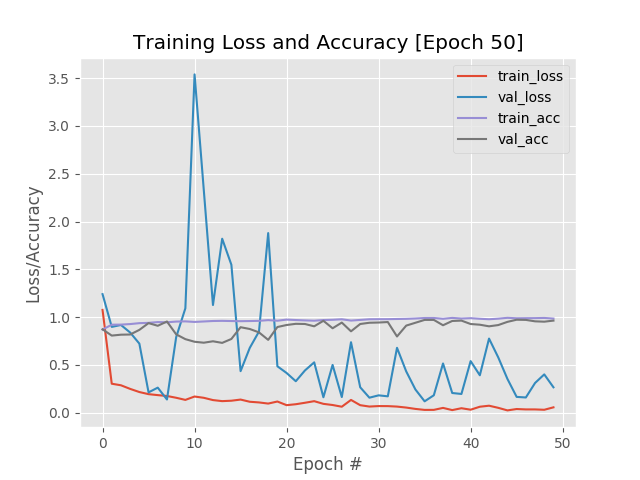 Training Loss and Accuracy [Epoch 50]
train_loss
val_loss
train_acc
val_acc
Loss/Accuracy
3.5
3.0
2.5
2.0
1.5
1.0
0.5
0.0
0 10 20 30 40 50
Epoch #